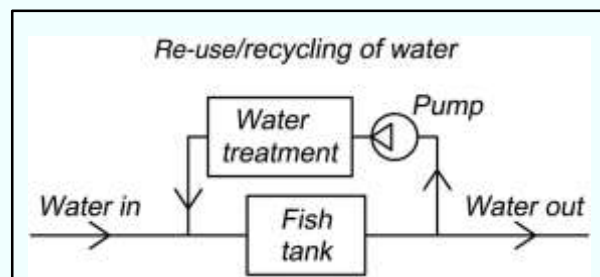 Re-use/recycling of water
Pump
Water
treatment
Water in
Fish
tank
Water out